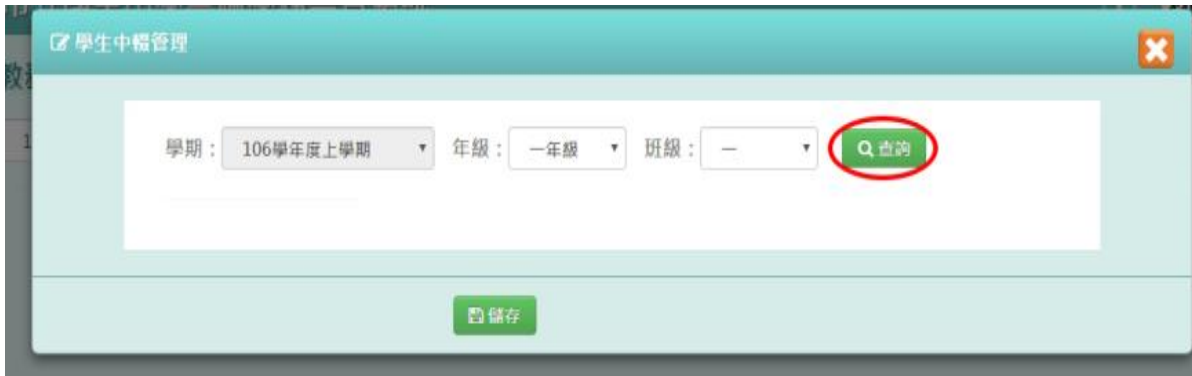 學生中輟管理
學期： 106學年度上學期 年級： 一年級 班級： 一 查詢
儲存